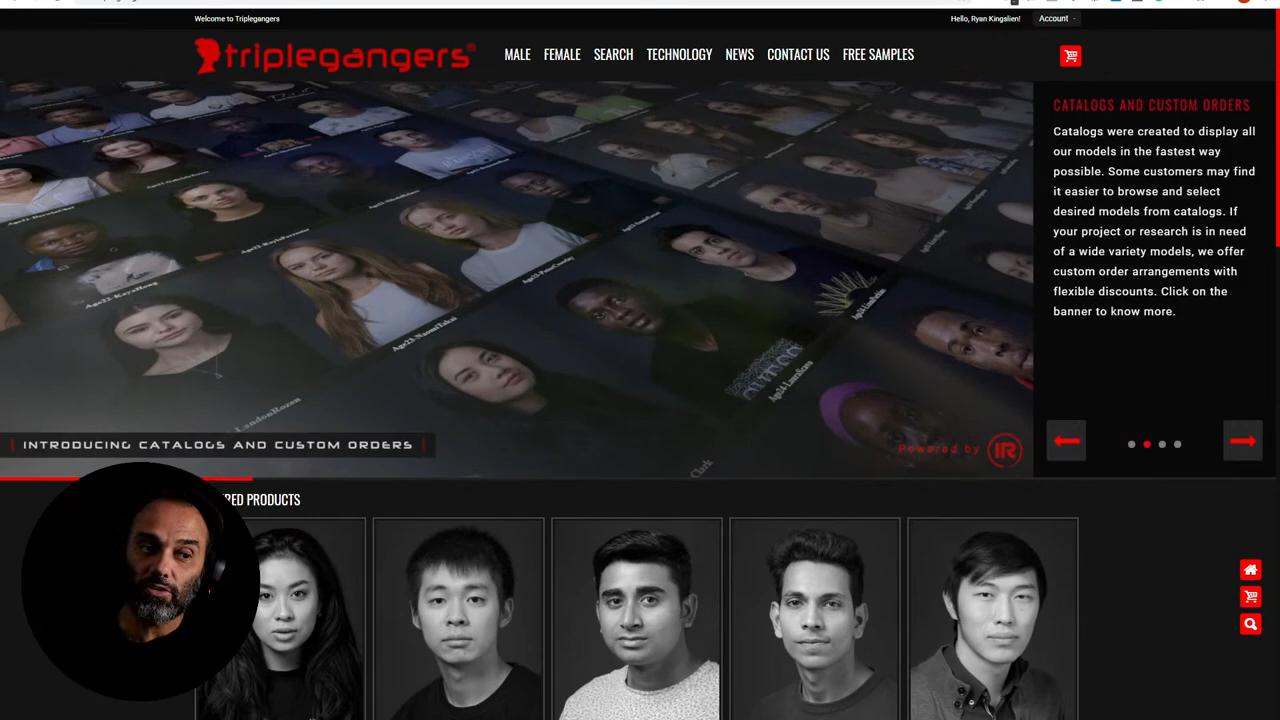 Welcome to Triplegangers
Hello, Ryan Kingslien!
Account
triplegangers®
MALE
FEMALE
SEARCH
TECHNOLOGY
NEWS
CONTACT US
FREE SAMPLES
CATALOGS AND CUSTOM ORDERS
Catalogs were created to display all
our models in the fastest way
possible. Some customers may find
it easier to browse and select
desired models from catalogs. If
your project or research is in need
of a wide variety models, we offer
custom order arrangements with
flexible discounts. Click on the
banner to know more.
LandonRozen
Clark
INTRODUCING CATALOGS AND CUSTOM ORDERS
Powered by IR
RED PRODUCTS